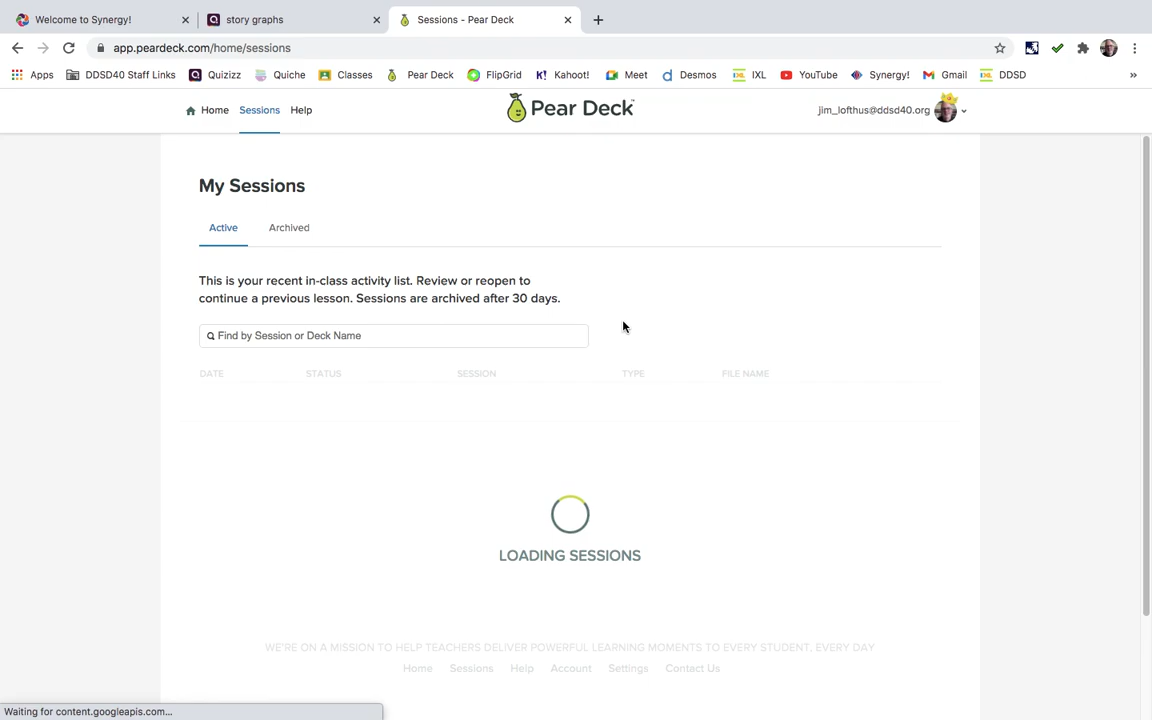 Welcome to Synergy!
story graphs
Sessions - Pear Deck
app.peardeck.com/home/sessions
Apps DDSD40 Staff Links Quizizz Quiche Classes Pear Deck FlipGrid K! Kahoot! Meet Desmos IXL YouTube Synergy! Gmail DDSD
Home Sessions Help Pear Deck jim_lofthus@ddsd40.org
My Sessions
Active Archived
This is your recent in-class activity list. Review or reopen to
continue a previous lesson. Sessions are archived after 30 days.
Find by Session or Deck Name
DATE STATUS SESSION TYPE FILE NAME
LOADING SESSIONS
WE'RE ON A MISSION TO HELP TEACHERS DELIVER POWERFUL LEARNING MOMENTS TO EVERY STUDENT, EVERY DAY
Home Sessions Help Account Settings Contact Us
Waiting for content.googleapis.com...